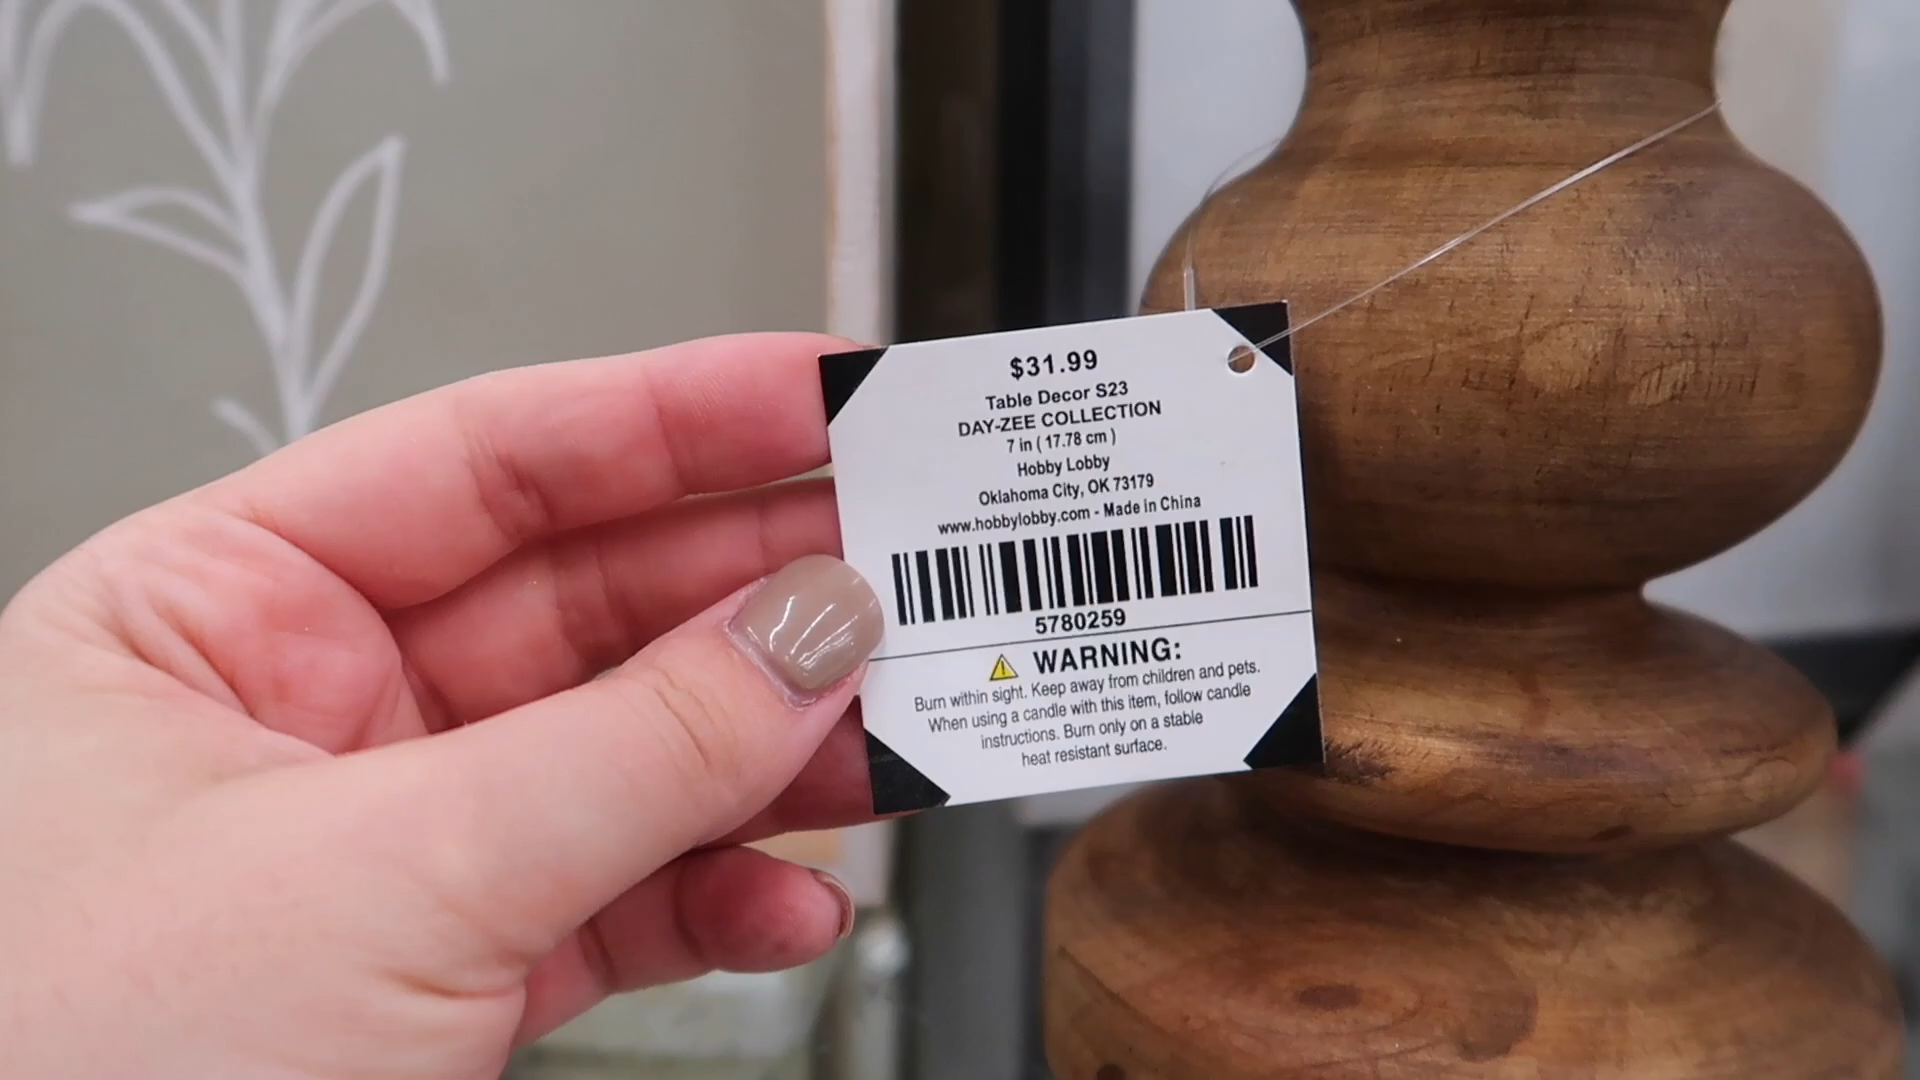 $31.99
Table Decor S23
DAY-ZEE COLLECTION
7 in ( 17.78 cm )
Hobby Lobby
Oklahoma City, OK 73179
www.hobbylobby.com - Made in China
5780259
WARNING:
Burn within sight. Keep away from children and pets.
When using a candle with this item, follow candle
instructions. Burn only on a stable
heat resistant surface.